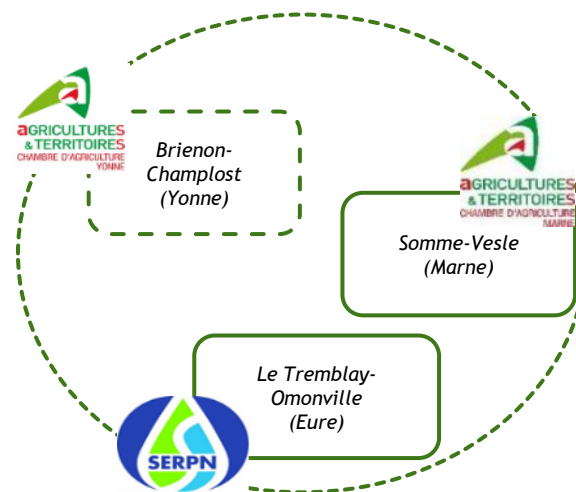 aGRICULTURES
& TERRITOIRES
CHAMBRE D'AGRICULTURE
YONNE
Brienon-
Champlost
(Yonne)
aGRICULTURES
& TERRITOIRES
CHAMBRE D'AGRICULTURE
MARNE
Somme-Vesle
(Marne)
Le Tremblay-
Omonville
(Eure)
SERPN